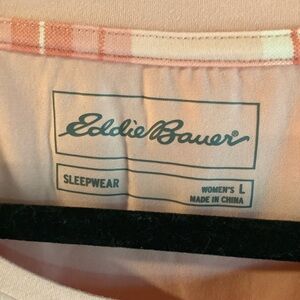 Eddie Bauer®
SLEEPWEAR
WOMEN'S L
MADE IN CHINA